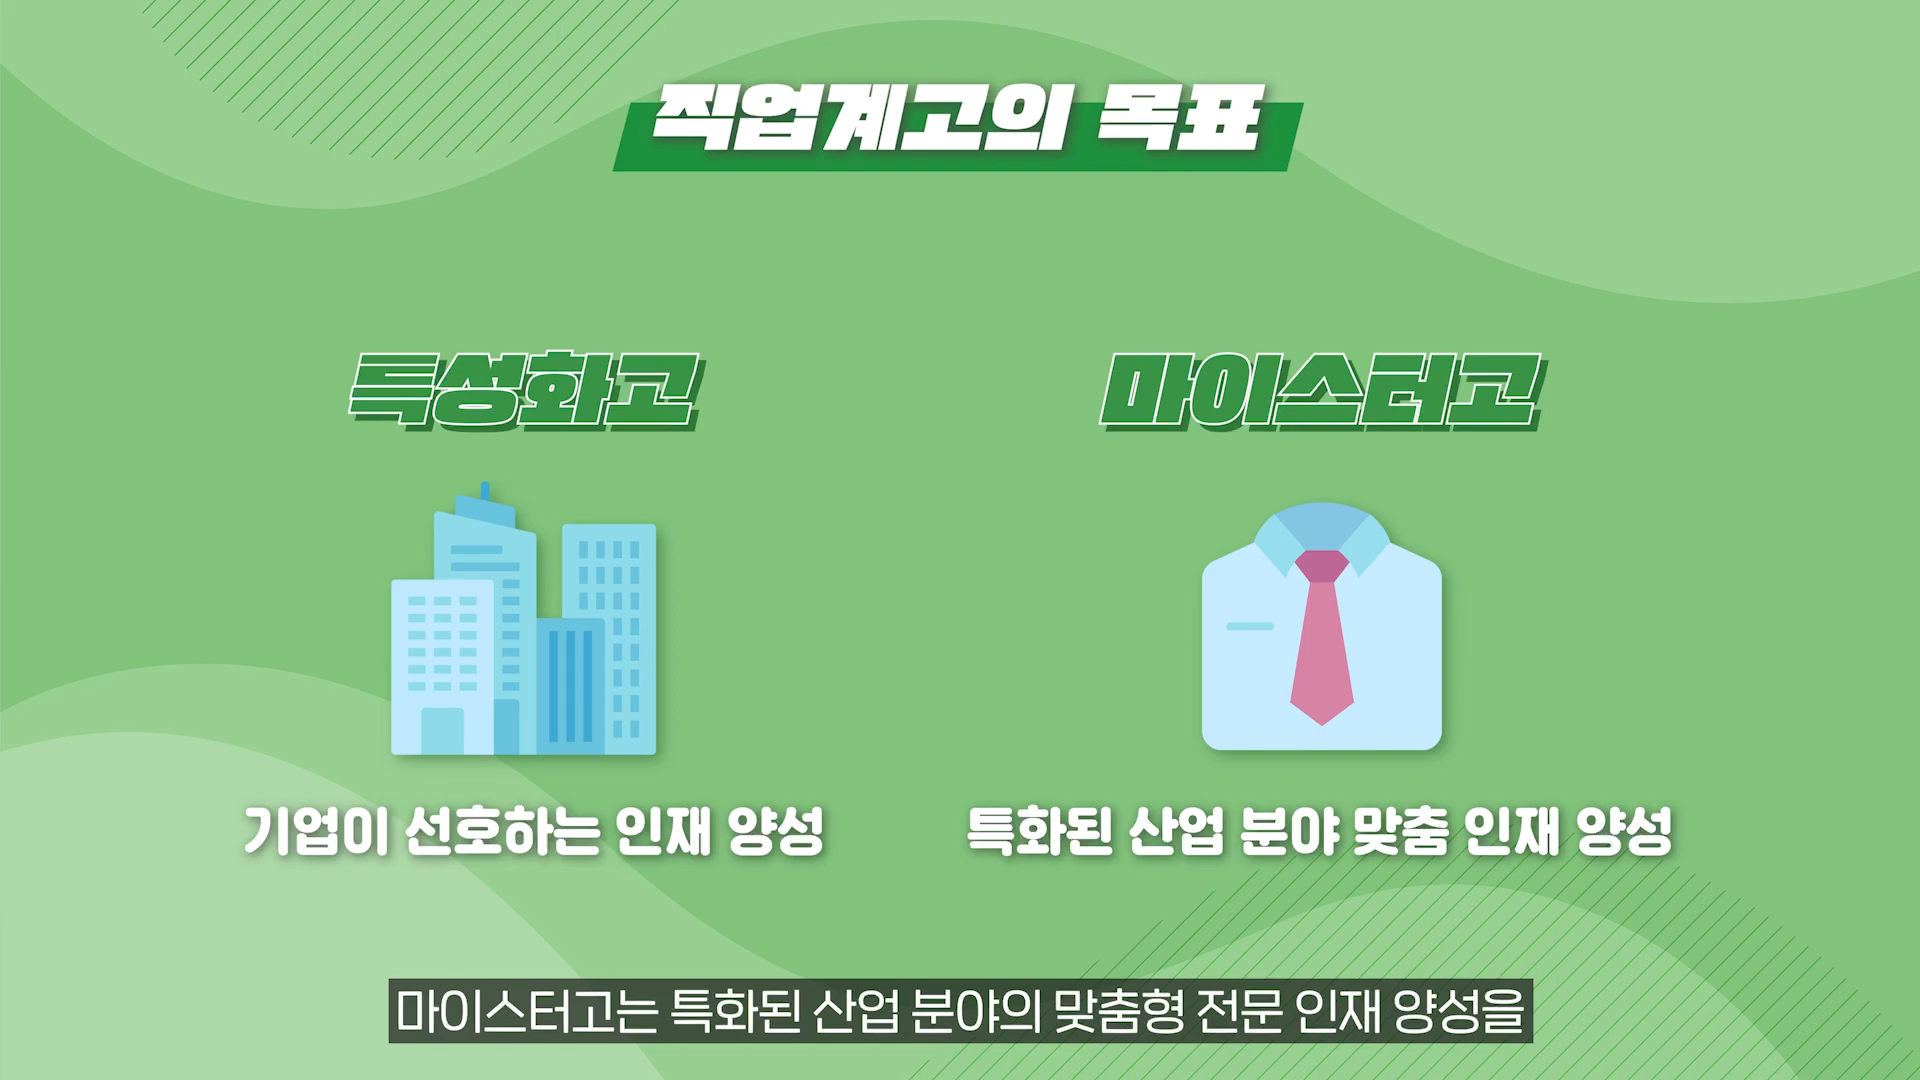 직업계고의 목표
특성화고
마이스터고
기업이 선호하는 인재 양성
특화된 산업 분야 맞춤 인재 양성
마이스터고는 특화된 산업 분야의 맞춤형 전문 인재 양성을